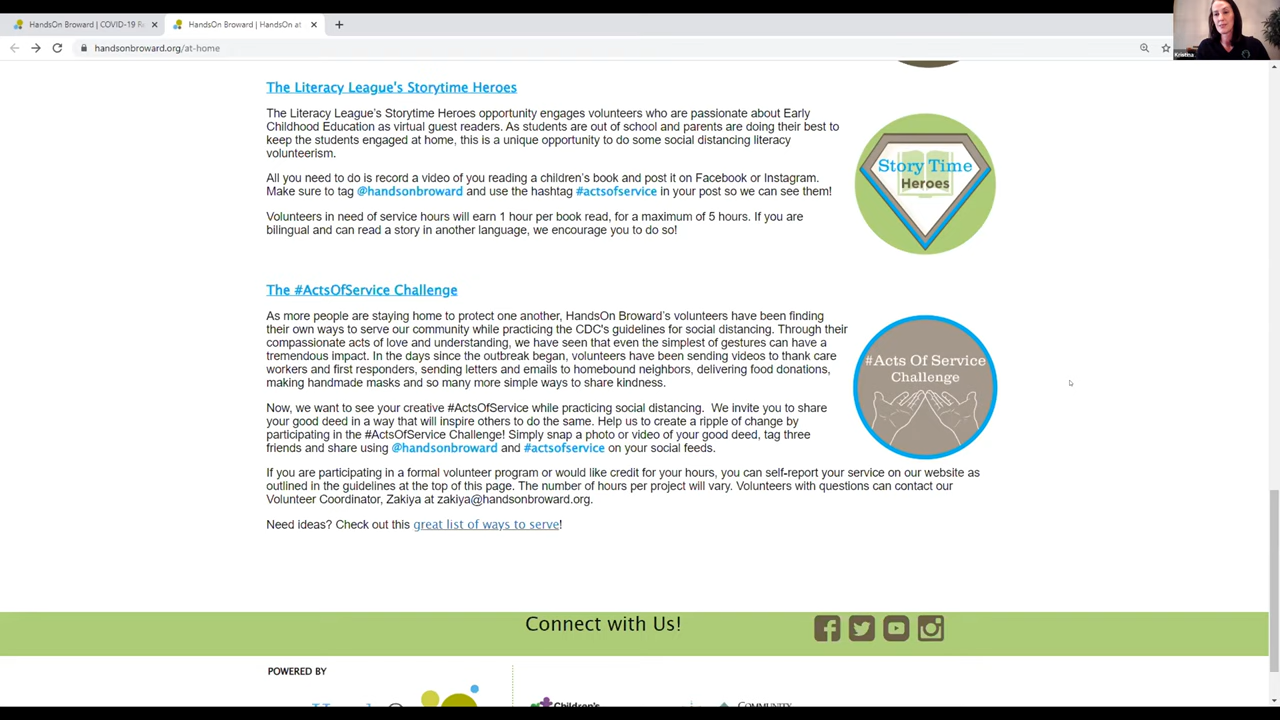 HandsOn Broward | COVID-19 Re
HandsOn Broward | HandsOn at
handsonbroward.org/at-home
Kristina
The Literacy League's Storytime Heroes
The Literacy League's Storytime Heroes opportunity engages volunteers who are passionate about Early
Childhood Education as virtual guest readers. As students are out of school and parents are doing their best to
keep the students engaged at home, this is a unique opportunity to do some social distancing literacy
volunteerism.
All you need to do is record a video of you reading a children's book and post it on Facebook or Instagram.
Make sure to tag @handsonbroward and use the hashtag #actsofservice in your post so we can see them!
Volunteers in need of service hours will earn 1 hour per book read, for a maximum of 5 hours. If you are
bilingual and can read a story in another language, we encourage you to do so!
Story Time
Heroes
The #ActsOfService Challenge
As more people are staying home to protect one another, HandsOn Broward's volunteers have been finding
their own ways to serve our community while practicing the CDC's guidelines for social distancing. Through their
compassionate acts of love and understanding, we have seen that even the simplest of gestures can have a
tremendous impact. In the days since the outbreak began, volunteers have been sending videos to thank care
workers and first responders, sending letters and emails to homebound neighbors, delivering food donations,
making handmade masks and so many more simple ways to share kindness.
Now, we want to see your creative #ActsOfService while practicing social distancing. We invite you to share
your good deed in a way that will inspire others to do the same. Help us to create a ripple of change by
participating in the #ActsOfService Challenge! Simply snap a photo or video of your good deed, tag three
friends and share using @handsonbroward and #actsofservice on your social feeds.
If you are participating in a formal volunteer program or would like credit for your hours, you can self-report your service on our website as
outlined in the guidelines at the top of this page. The number of hours per project will vary. Volunteers with questions can contact our
Volunteer Coordinator, Zakiya at zakiya@handsonbroward.org.
Need ideas? Check out this great list of ways to serve!
#Acts Of Service
Challenge
Connect with Us!
POWERED BY
Children's
COMMUNITY